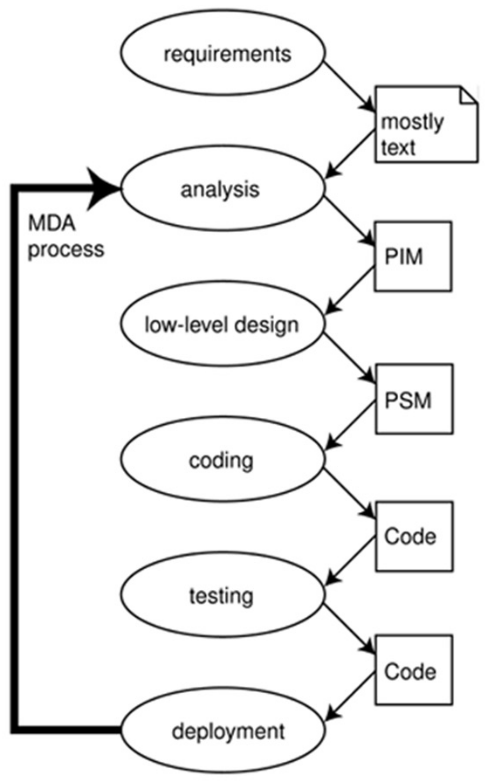 requirements
mostly
text
analysis
MDA
process
PIM
low-level design
PSM
coding
Code
testing
Code
deployment